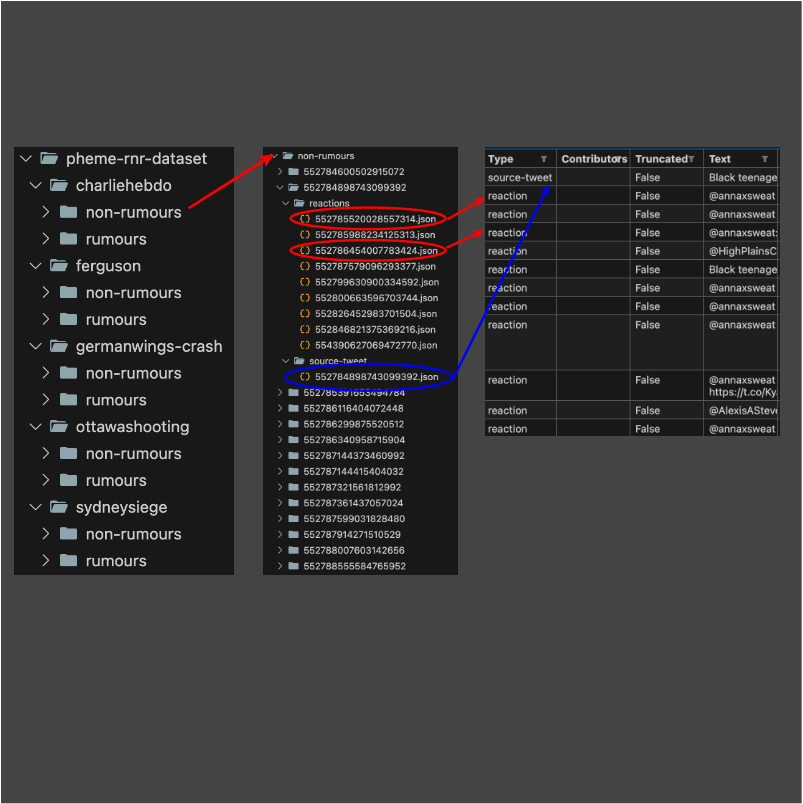 pheme-rnr-dataset
charliehebdo
non-rumours
rumours
ferguson
non-rumours
rumours
germanwings-crash
non-rumours
rumours
ottawashooting
non-rumours
rumours
sydneysiege
non-rumours
rumours
non-rumours
552784600502915072
552784898743099392
reactions
552785520028557314.json
552785988234125313.json
552786454007783424.json
552787579096293377.json
552799630900334592.json
552800663596703744.json
552826452983701504.json
552846821375369216.json
554390627069472770.json
source-tweet
552784898743099392.json
552785391653494784
552786116404072448
552786299875520512
552786340958715904
552787144373460992
552787144415404032
552787321561812992
552787361437057024
552787599031828480
552787914271510529
552788007603142656
552788555584765952
Type Contributors Truncated Text
source-tweet False Black teenage
reaction False @annaxsweat
reaction False @annaxsweat
reaction False @annaxsweat:
reaction False @HighPlainsC
reaction False Black teenage
reaction False @annaxsweat
reaction False @annaxsweat
reaction False @annaxsweat
reaction False @annaxsweat
https://t.co/Ky
reaction False @AlexisASteve
reaction False @annaxsweat